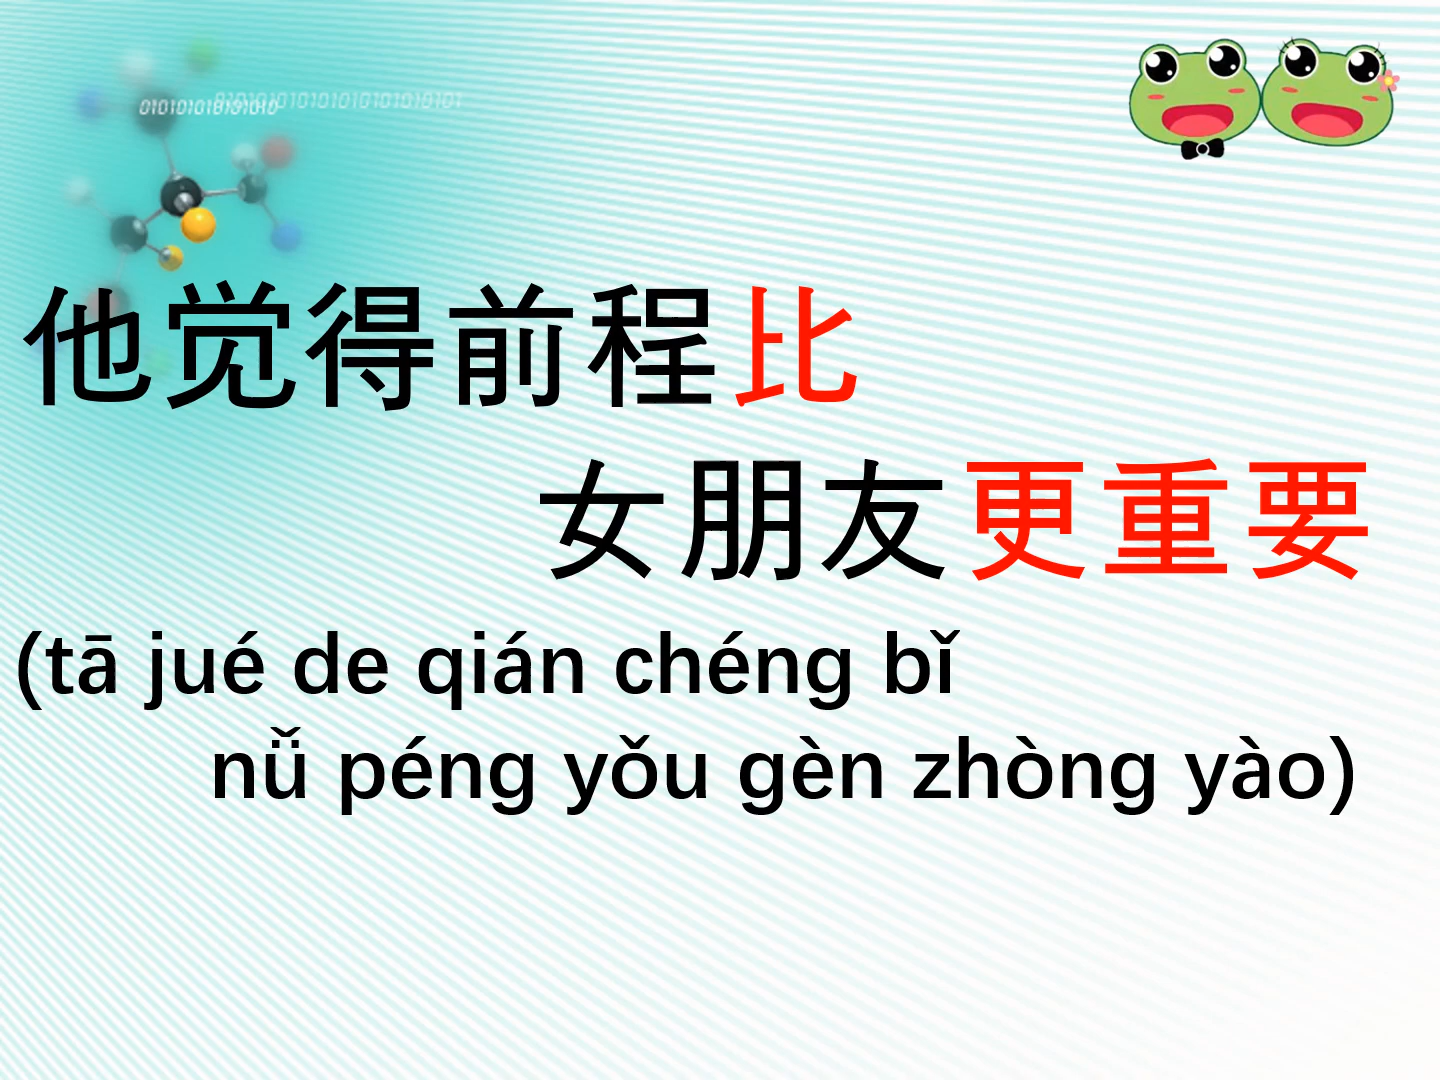 他觉得前程比
女朋友更重要
(tā jué de qián chéng bǐ
nǚ péng yǒu gèn zhòng yào)